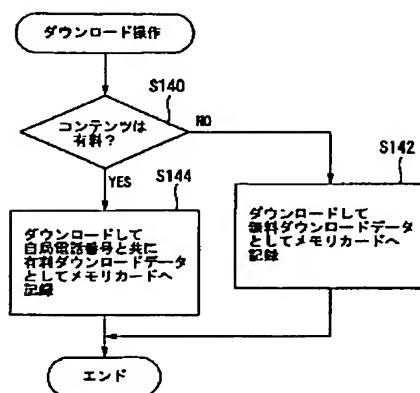 ダウンロード操作
S140
コンテンツは
有料?
NO
S142
YES
S144
ダウンロードして
自局電話番号と共に
有料ダウンロードデータ
としてメモリカードへ
記録
ダウンロードして
無料ダウンロードデータ
としてメモリカードへ
記録
エンド